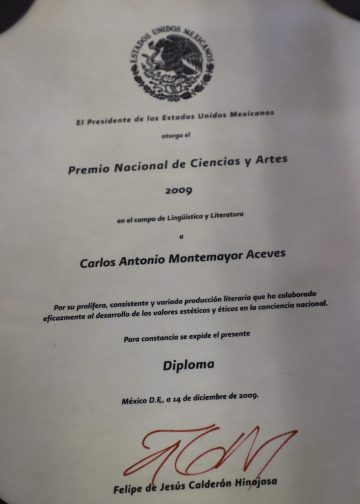 ESTADOS UNIDOS MEXICANOS
El Presidente de los Estados Unidos Mexicanos
otorga el
Premio Nacional de Ciencias y Artes
2009
en el campo de Lingüística y Literatura
a
Carlos Antonio Montemayor Aceves
Por su prolífera, consistente y variada producción literaria que ha colaborado
eficazmente al desarrollo de los valores estéticos y éticos en la conciencia nacional.
Para constancia se expide el presente
Diploma
México D.F., a 14 de diciembre de 2009.
Felipe de Jesús Calderón Hinojosa